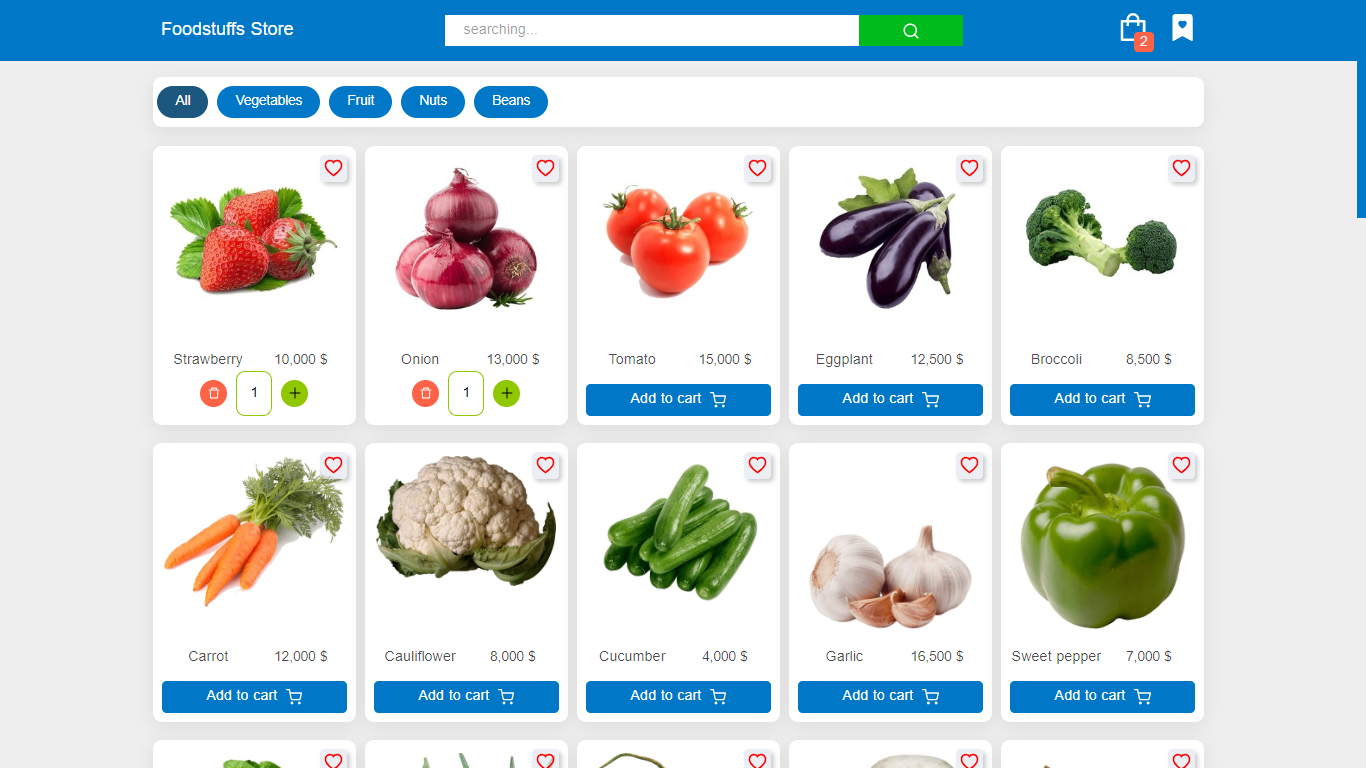 Foodstuffs Store
searching...
2
All Vegetables Fruit Nuts Beans
Strawberry 10,000 $
1
Onion 13,000 $
1
Tomato 15,000 $
Add to cart
Eggplant 12,500 $
Add to cart
Broccoli 8,500 $
Add to cart
Carrot 12,000 $
Add to cart
Cauliflower 8,000 $
Add to cart
Cucumber 4,000 $
Add to cart
Garlic 16,500 $
Add to cart
Sweet pepper 7,000 $
Add to cart